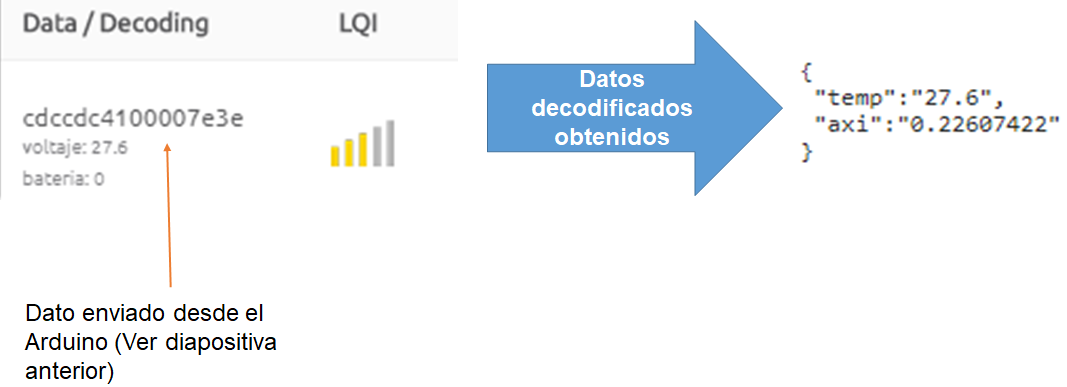 Data / Decoding
LQI
cdccdc4100007e3e
voltaje: 27.6
bateria: 0
Dato enviado desde el
Arduino (Ver diapositiva
anterior)
Datos
decodificados
obtenidos
{
"temp":"27.6",
"axi":"0.22607422"
}